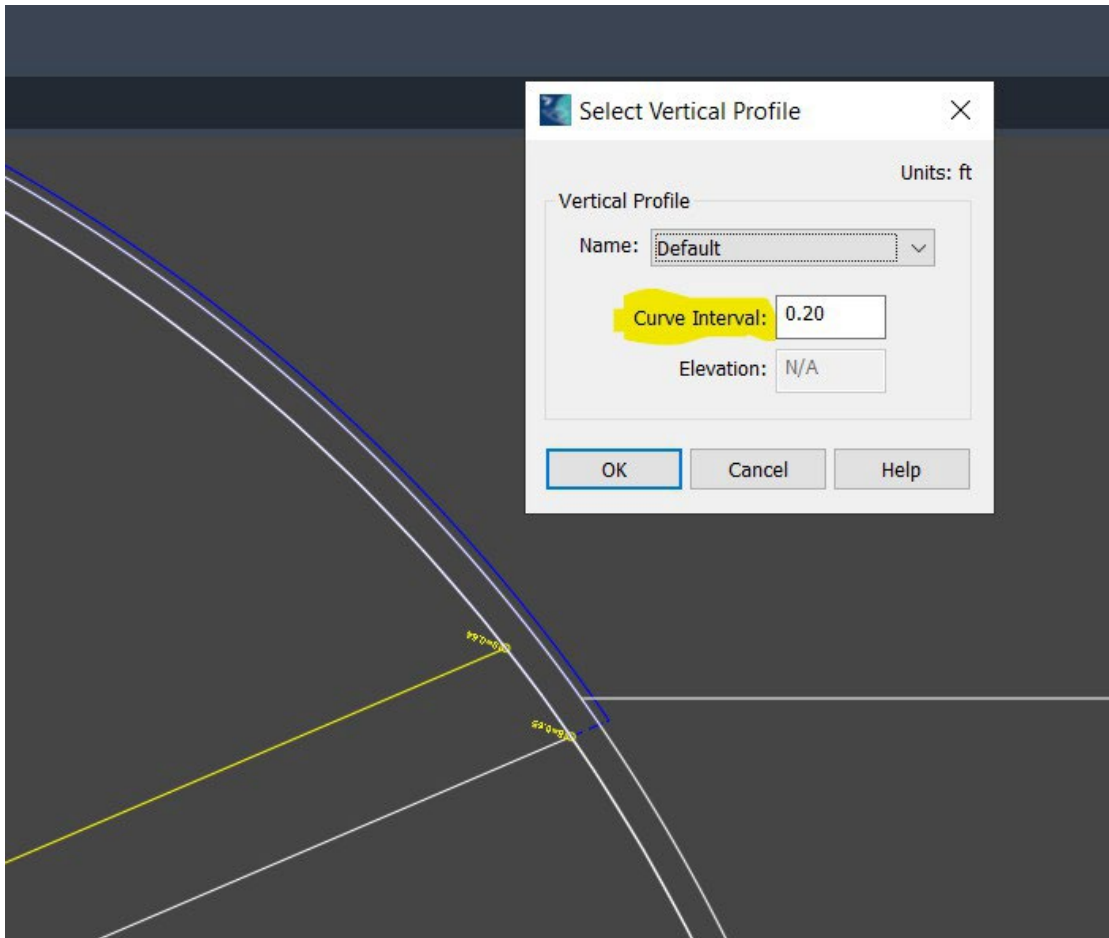 Select Vertical Profile
Units: ft
Vertical Profile
Name: Default
Curve Interval: 0.20
Elevation: N/A
OK Cancel Help